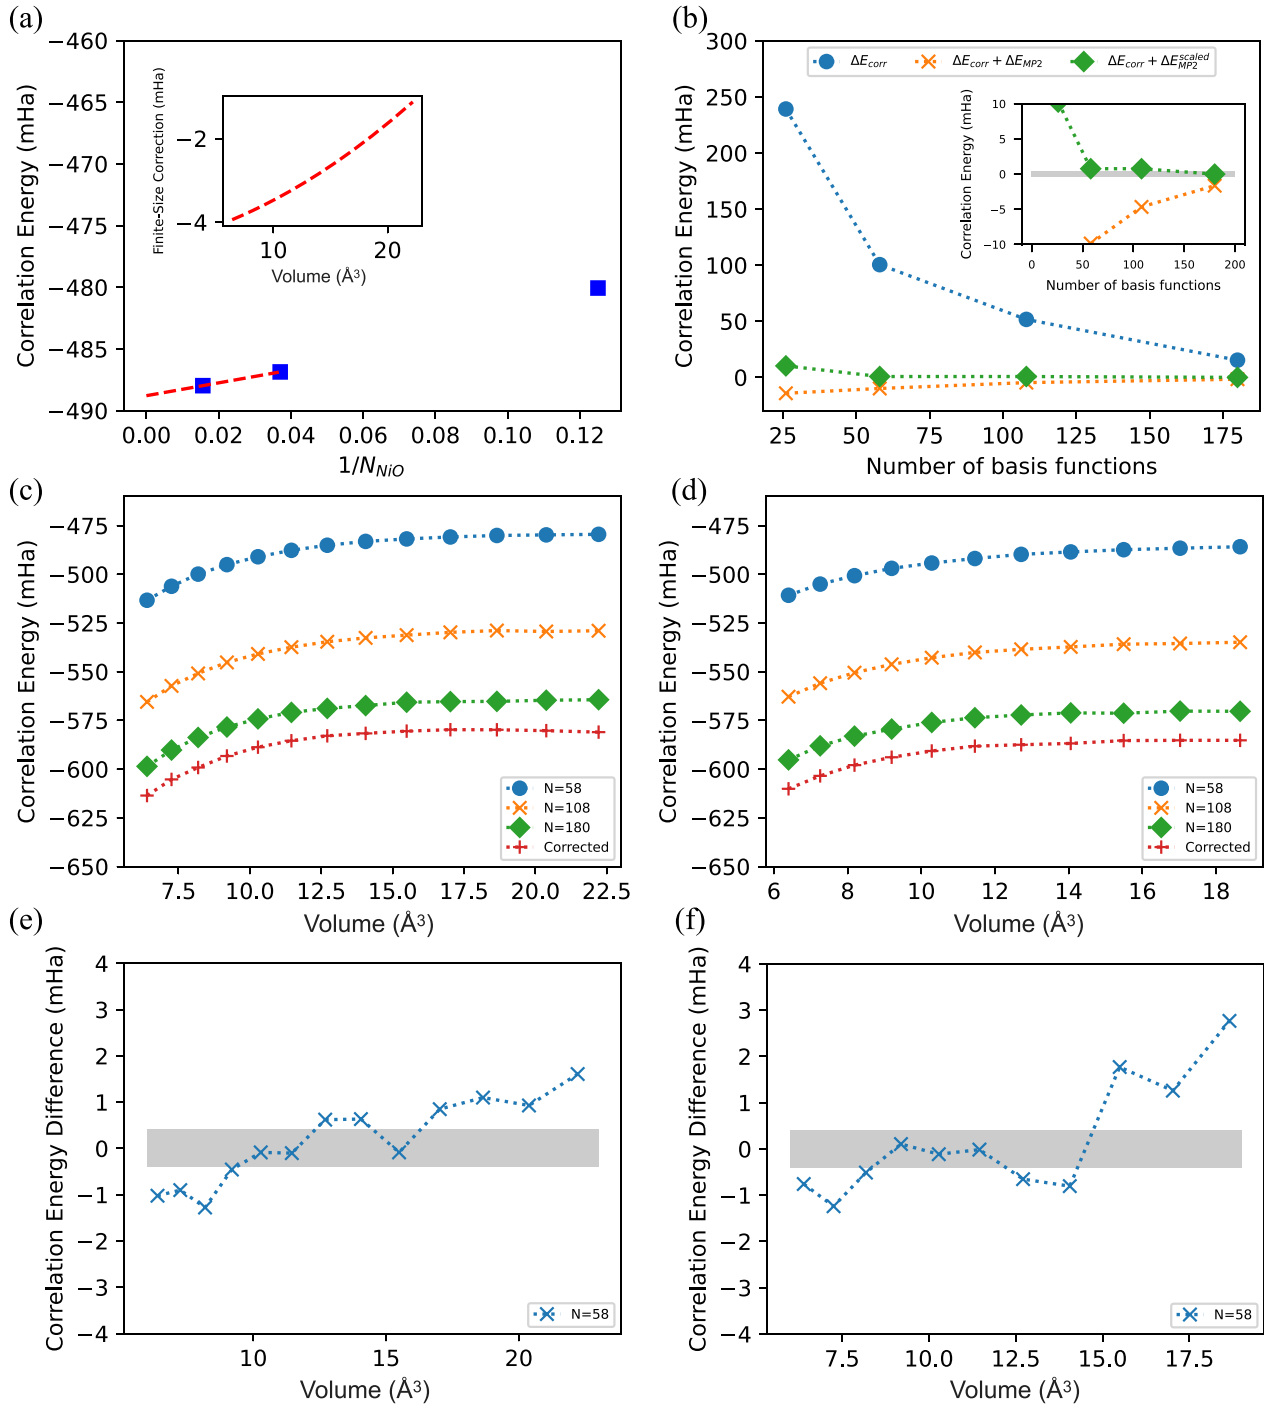 (a)
Correlation Energy (mHa)
−460
−465
−470
−475
−480
−485
−490
0.00 0.02 0.04 0.06 0.08 0.10 0.12
1/N_NiO
Finite-Size Correction (mHa)
−2
−4
10 20
Volume (Å³)
(b)
Correlation Energy (mHa)
300
250
200
150
100
50
0
25 50 75 100 125 150 175
Number of basis functions
ΔE_corr ΔE_corr + ΔE_MP2 ΔE_corr + ΔE_MP2^scaled
Correlation Energy (mHa)
10
5
0
−5
−10
0 50 100 150 200
Number of basis functions
(c)
Correlation Energy (mHa)
−475
−500
−525
−550
−575
−600
−625
−650
7.5 10.0 12.5 15.0 17.5 20.0 22.5
Volume (Å³)
N=58
N=108
N=180
Corrected
(d)
Correlation Energy (mHa)
−475
−500
−525
−550
−575
−600
−625
−650
6 8 10 12 14 16 18
Volume (Å³)
N=58
N=108
N=180
Corrected
(e)
Correlation Energy Difference (mHa)
4
3
2
1
0
−1
−2
−3
−4
10 15 20
Volume (Å³)
N=58
(f)
Correlation Energy Difference (mHa)
4
3
2
1
0
−1
−2
−3
−4
7.5 10.0 12.5 15.0 17.5
Volume (Å³)
N=58